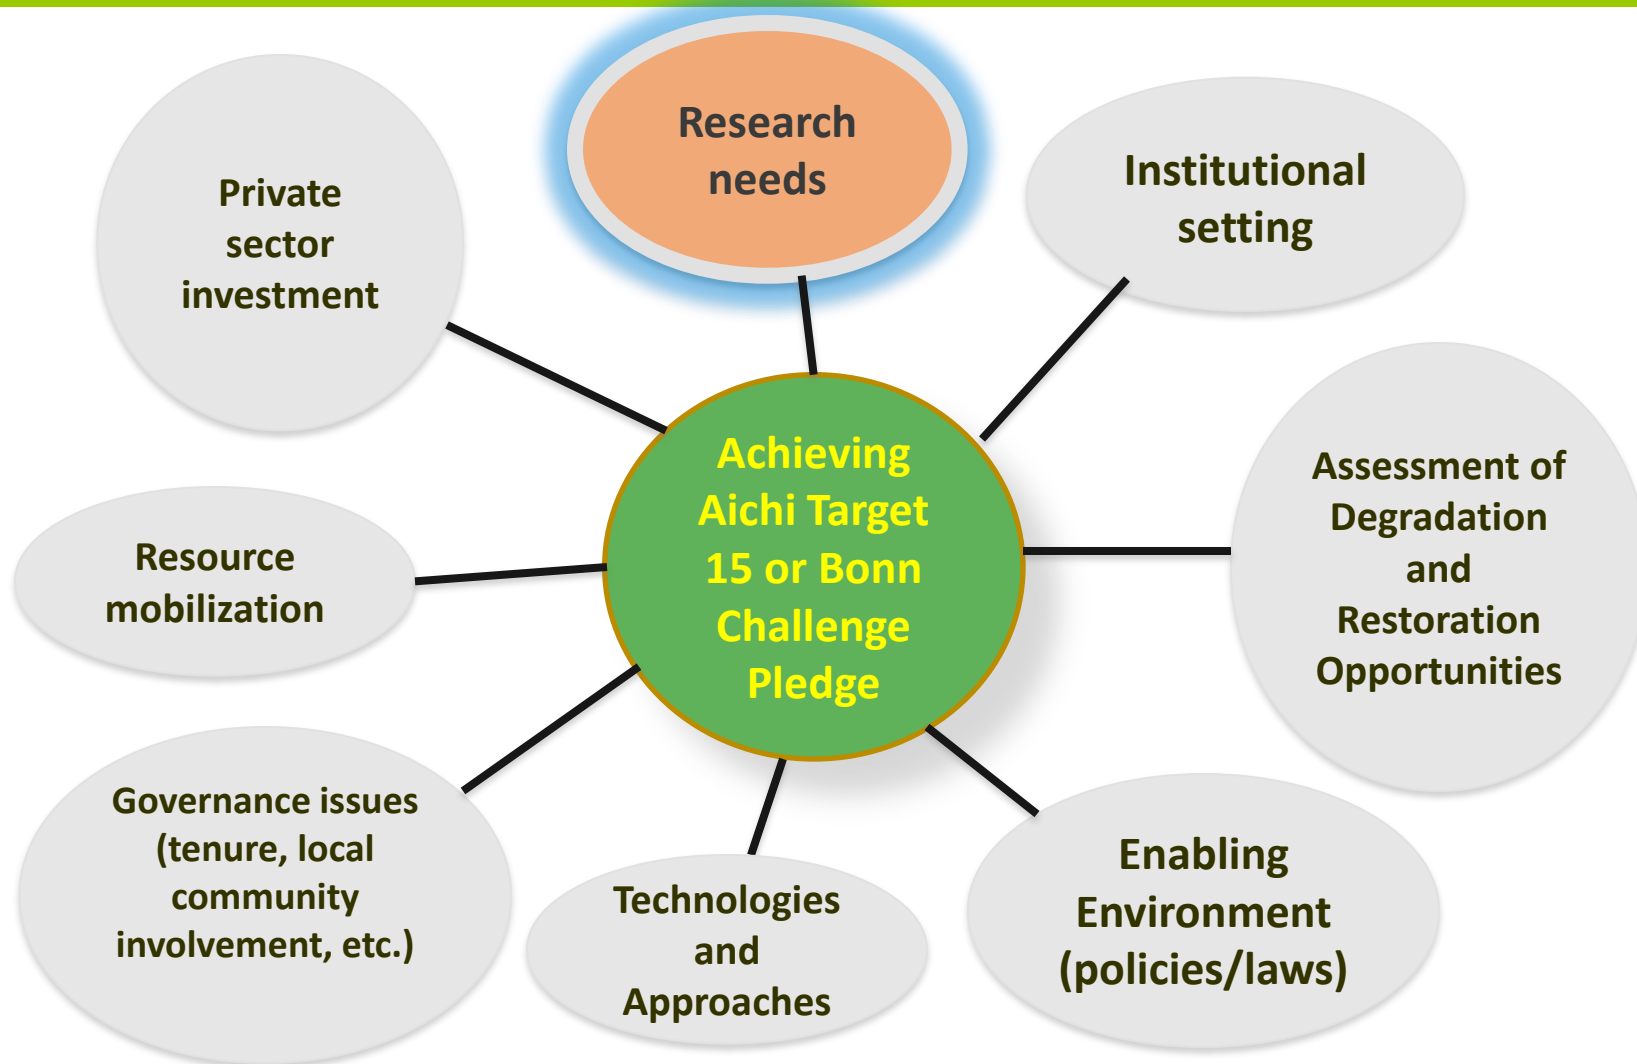 Research
needs
Institutional
setting
Assessment of
Degradation
and
Restoration
Opportunities
Enabling
Environment
(policies/laws)
Technologies
and
Approaches
Governance issues
(tenure, local
community
involvement, etc.)
Resource
mobilization
Private
sector
investment
Achieving
Aichi Target
15 or Bonn
Challenge
Pledge